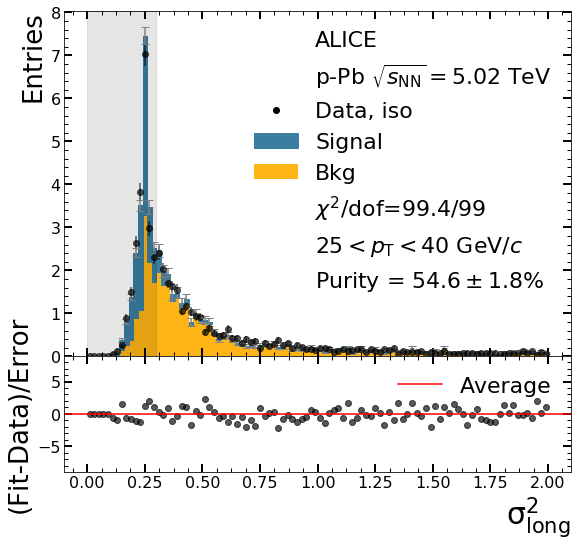 8
7
6
5
4
3
2
1
0
Entries
ALICE
p-Pb √s_NN = 5.02 TeV
Data, iso
Signal
Bkg
χ²/dof=99.4/99
25 < p_T < 40 GeV/c
Purity = 54.6 ± 1.8%
5
0
−5
(Fit-Data)/Error
Average
0.00 0.25 0.50 0.75 1.00 1.25 1.50 1.75 2.00
σ²_long